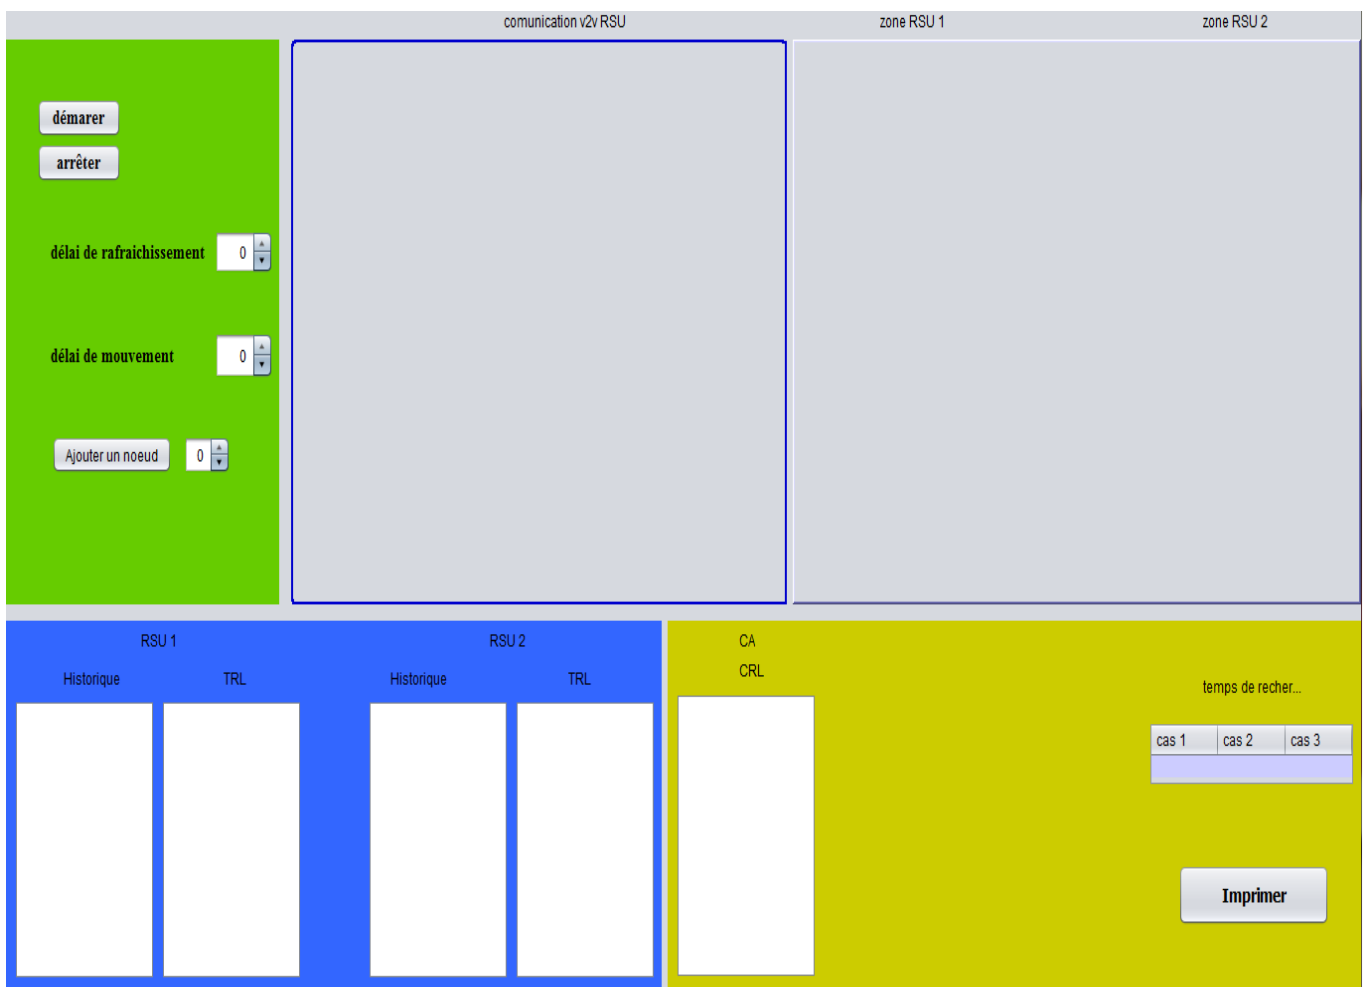 comunication v2v RSU
zone RSU 1
zone RSU 2
démarer
arrêter
délai de rafraichissement 0
délai de mouvement 0
Ajouter un noeud 0
RSU 1
RSU 2
Historique
TRL
Historique
TRL
CA
CRL
temps de recher...
cas 1 cas 2 cas 3
Imprimer